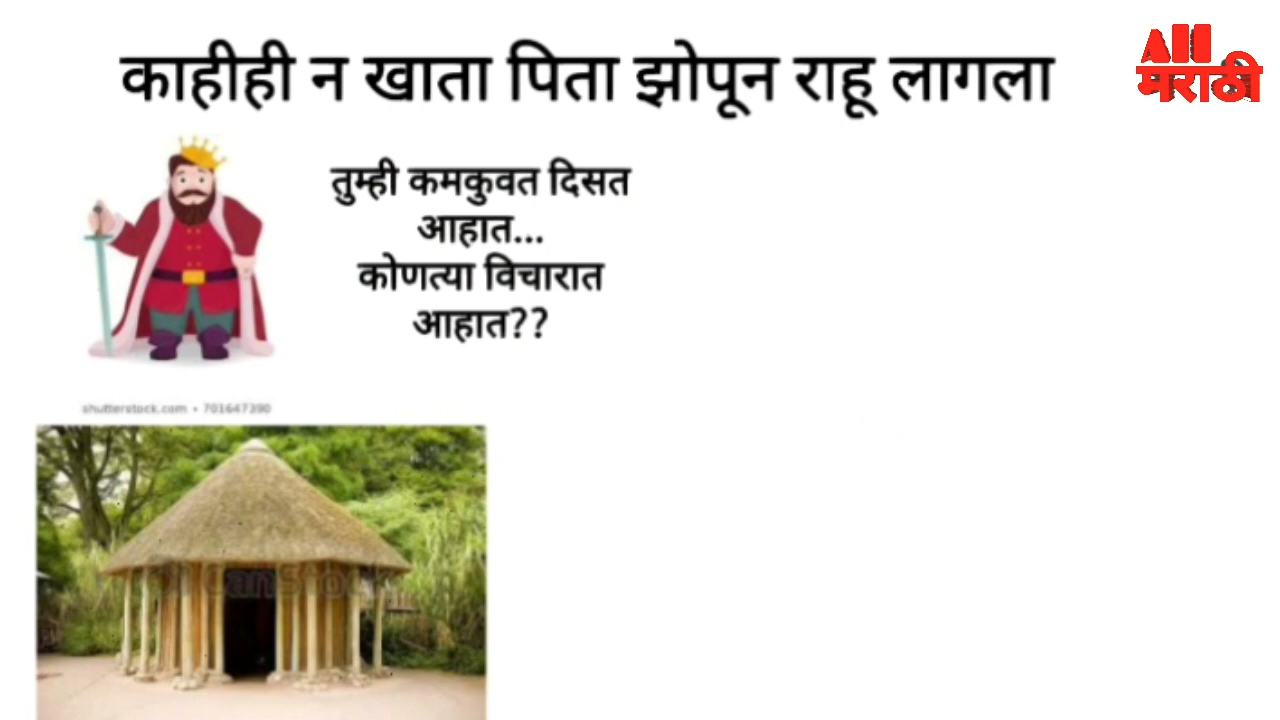 काहीही न खाता पिता झोपून राहू लागला
All
मराठी
तुम्ही कमकुवत दिसत
आहात...
कोणत्या विचारात
आहात??
shutterstock.com • 701647390